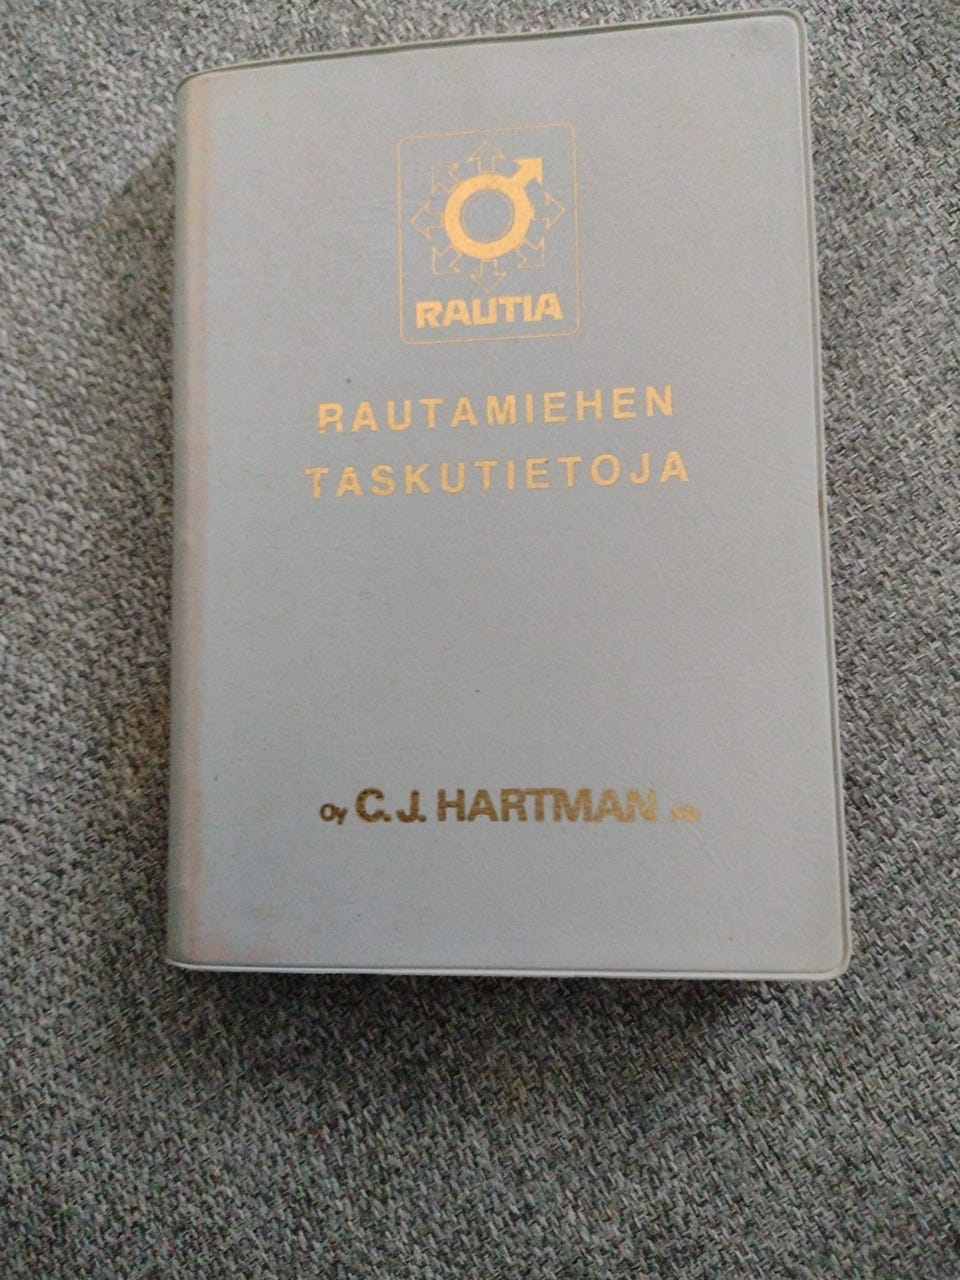 RAUTIA
RAUTAMIEHEN
TASKUTIETOJA
Oy C.J. HARTMAN Ab